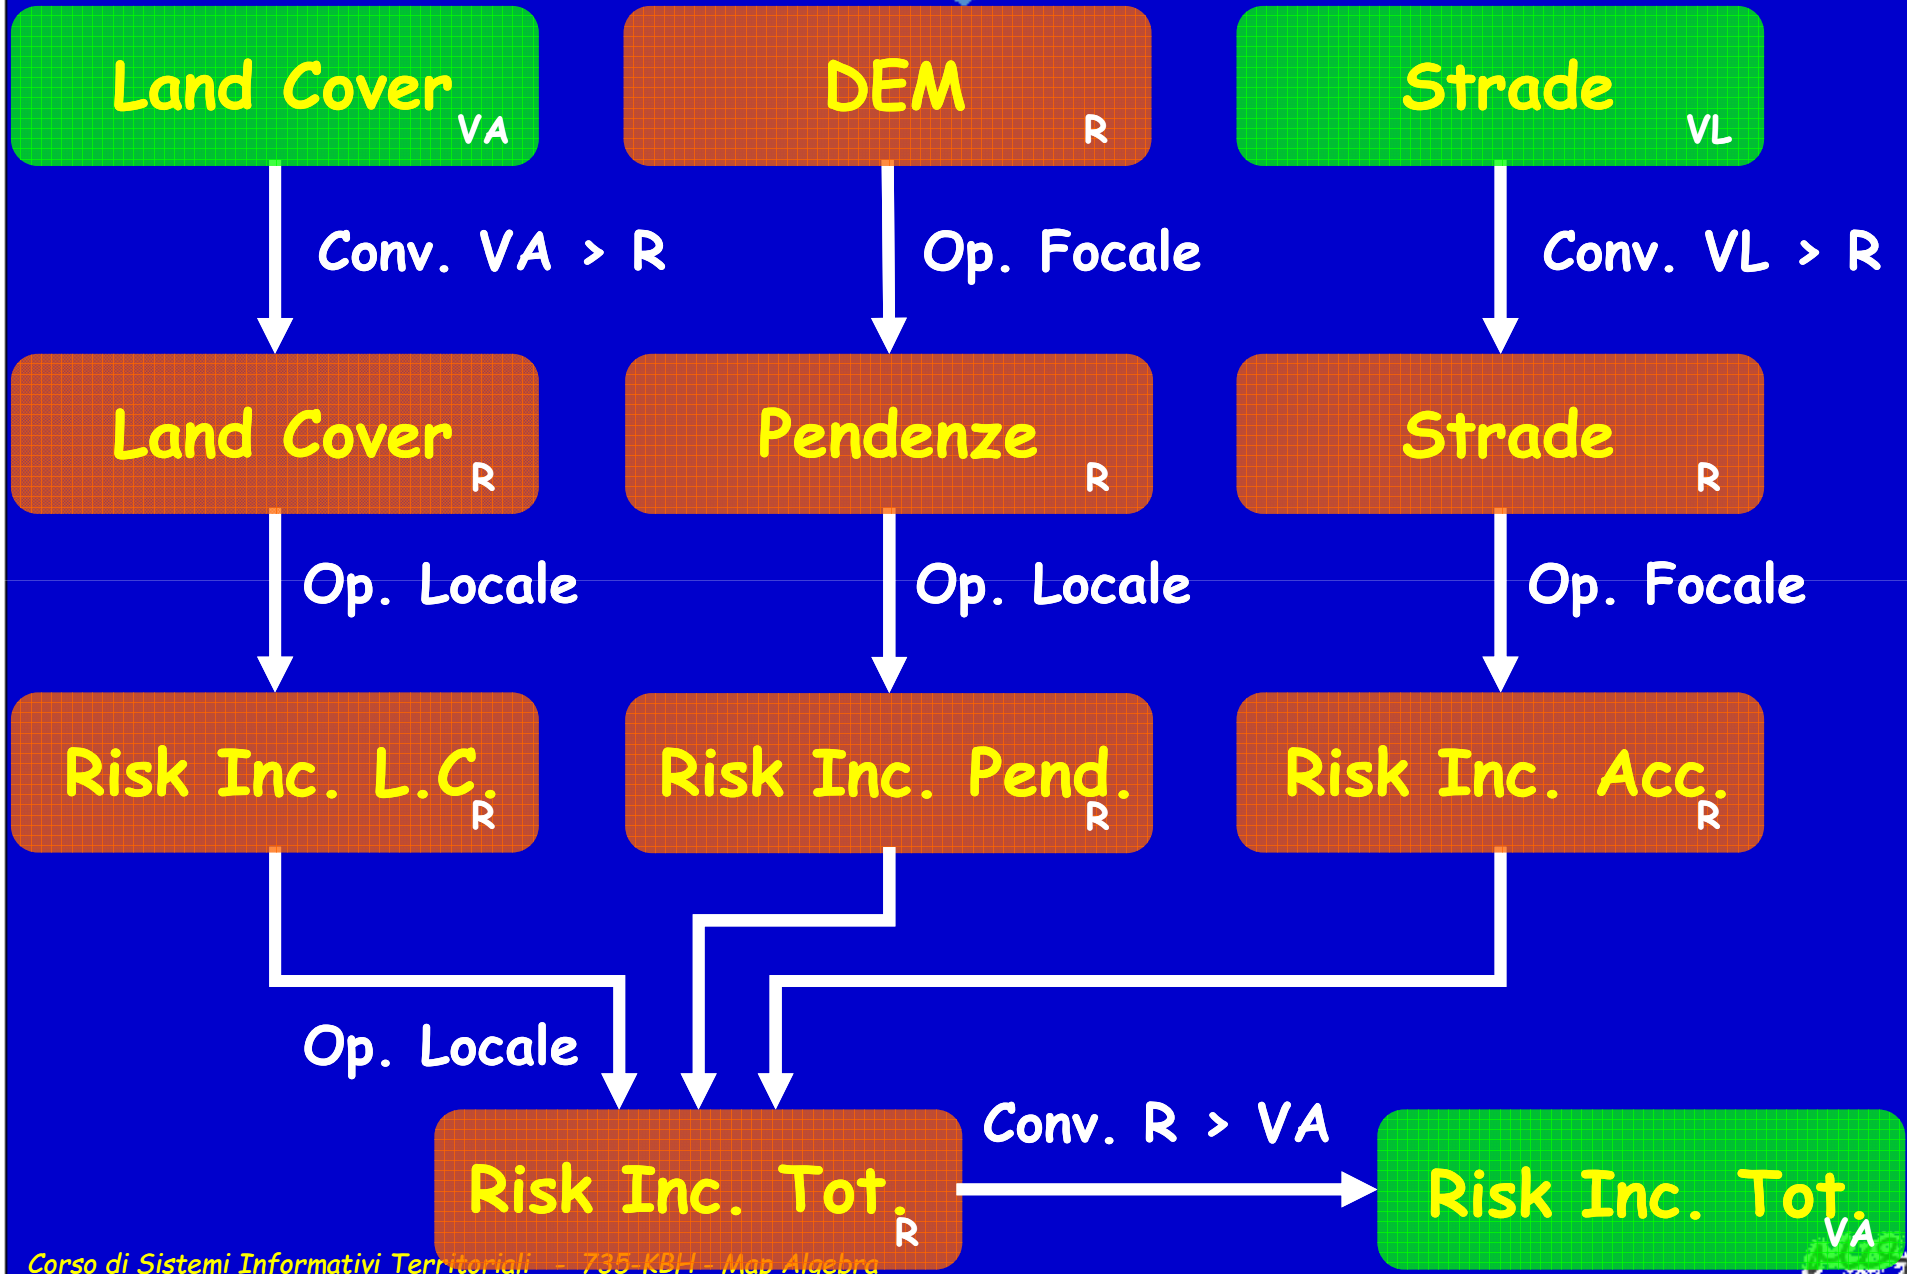 Land Cover
VA
DEM
R
Strade
VL
Conv. VA > R
Op. Focale
Conv. VL > R
Land Cover
R
Pendenze
R
Strade
R
Op. Locale
Op. Locale
Op. Focale
Risk Inc. L.C.
R
Risk Inc. Pend.
R
Risk Inc. Acc.
R
Op. Locale
Conv. R > VA
Risk Inc. Tot.
R
Risk Inc. Tot.
VA
Corso di Sistemi Informativi Territoriali - 735-KBH - Map Algebra